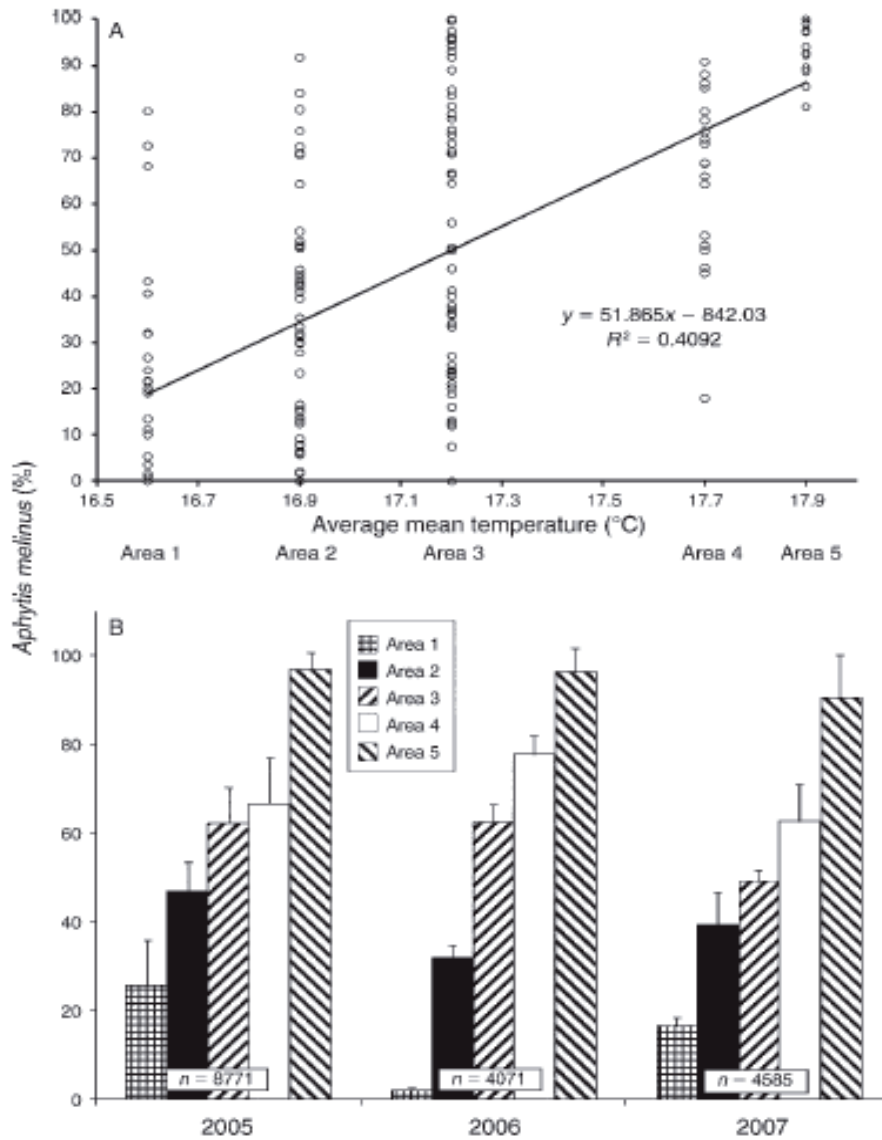 A
100
90
80
70
60
50
40
30
20
10
0
y = 51.865x − 842.03
R² = 0.4092
16.5 16.7 16.9 17.1 17.3 17.5 17.7 17.9
Average mean temperature (°C)
Area 1 Area 2 Area 3 Area 4 Area 5
Aphytis melinus (%)
B
Area 1
Area 2
Area 3
Area 4
Area 5
100
80
60
40
20
0
n = 8771 n = 4071 n − 4585
2005 2006 2007